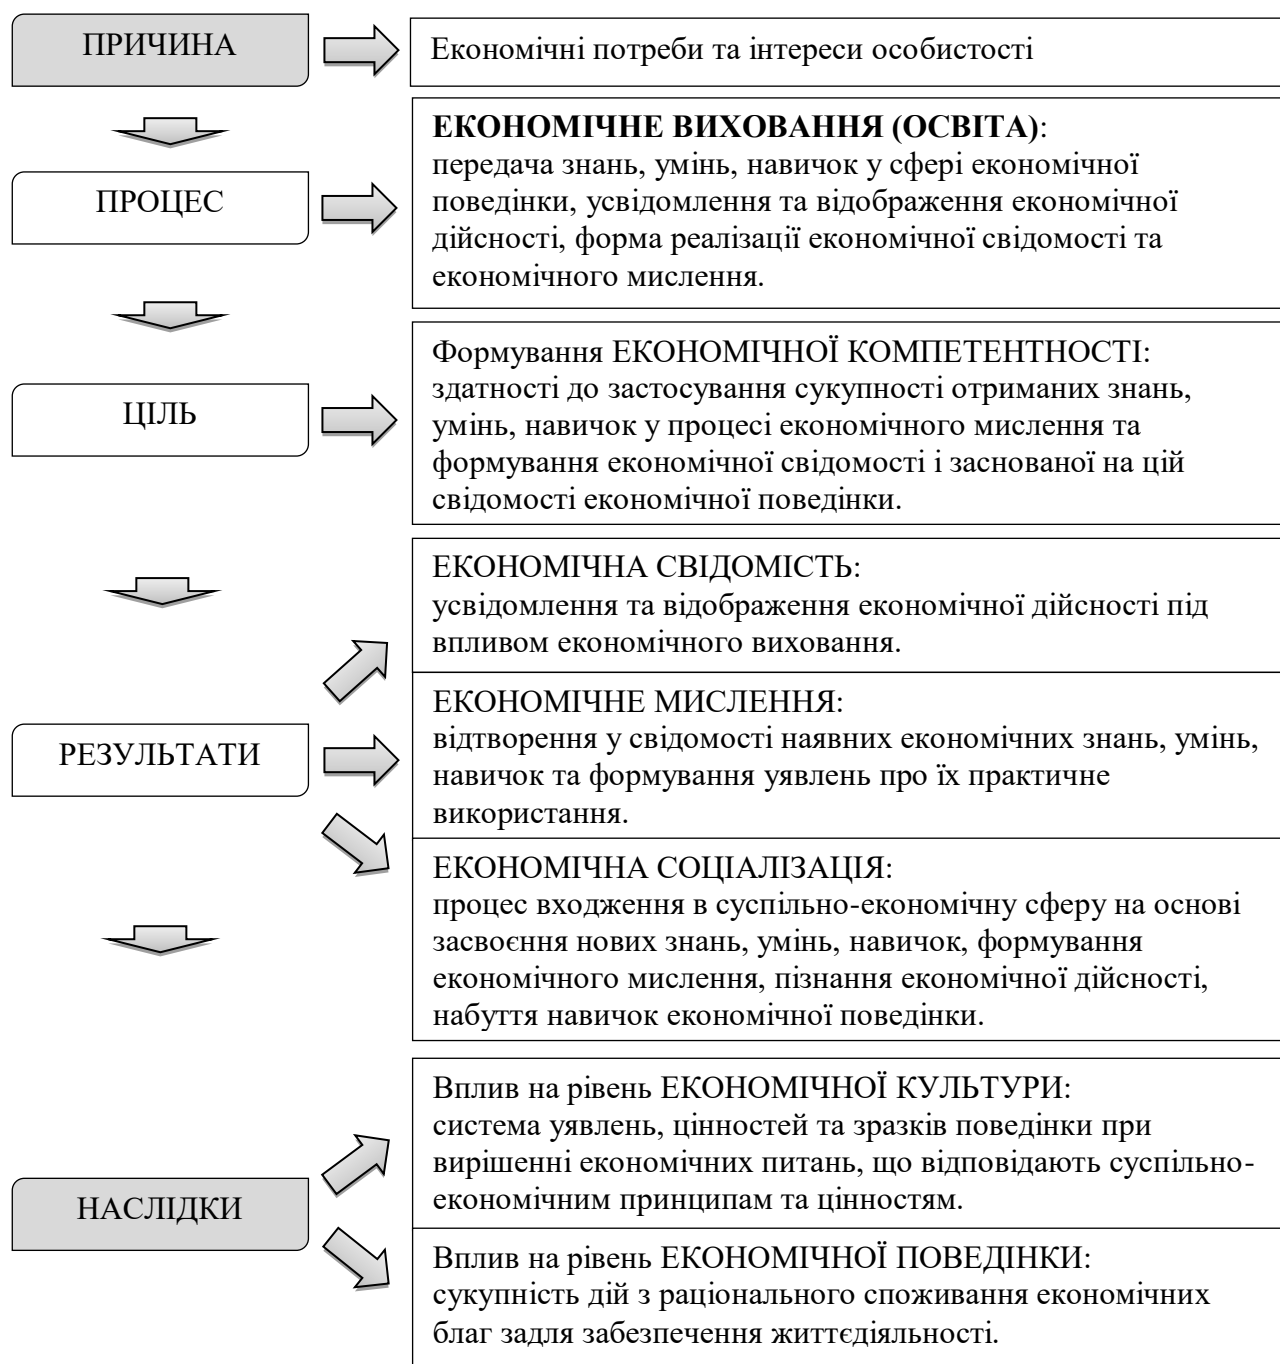 ПРИЧИНА
Економічні потреби та інтереси особистості
ПРОЦЕС
ЕКОНОМІЧНЕ ВИХОВАННЯ (ОСВІТА):
передача знань, умінь, навичок у сфері економічної
поведінки, усвідомлення та відображення економічної
дійсності, форма реалізації економічної свідомості та
економічного мислення.
ЦІЛЬ
Формування ЕКОНОМІЧНОЇ КОМПЕТЕНТНОСТІ:
здатності до застосування сукупності отриманих знань,
умінь, навичок у процесі економічного мислення та
формування економічної свідомості і заснованої на цій
свідомості економічної поведінки.
РЕЗУЛЬТАТИ
ЕКОНОМІЧНА СВІДОМІСТЬ:
усвідомлення та відображення економічної дійсності під
впливом економічного виховання.
ЕКОНОМІЧНЕ МИСЛЕННЯ:
відтворення у свідомості наявних економічних знань, умінь,
навичок та формування уявлень про їх практичне
використання.
ЕКОНОМІЧНА СОЦІАЛІЗАЦІЯ:
процес входження в суспільно-економічну сферу на основі
засвоєння нових знань, умінь, навичок, формування
економічного мислення, пізнання економічної дійсності,
набуття навичок економічної поведінки.
НАСЛІДКИ
Вплив на рівень ЕКОНОМІЧНОЇ КУЛЬТУРИ:
система уявлень, цінностей та зразків поведінки при
вирішенні економічних питань, що відповідають суспільно-
економічним принципам та цінностям.
Вплив на рівень ЕКОНОМІЧНОЇ ПОВЕДІНКИ:
сукупність дій з раціонального споживання економічних
благ задля забезпечення життєдіяльності.